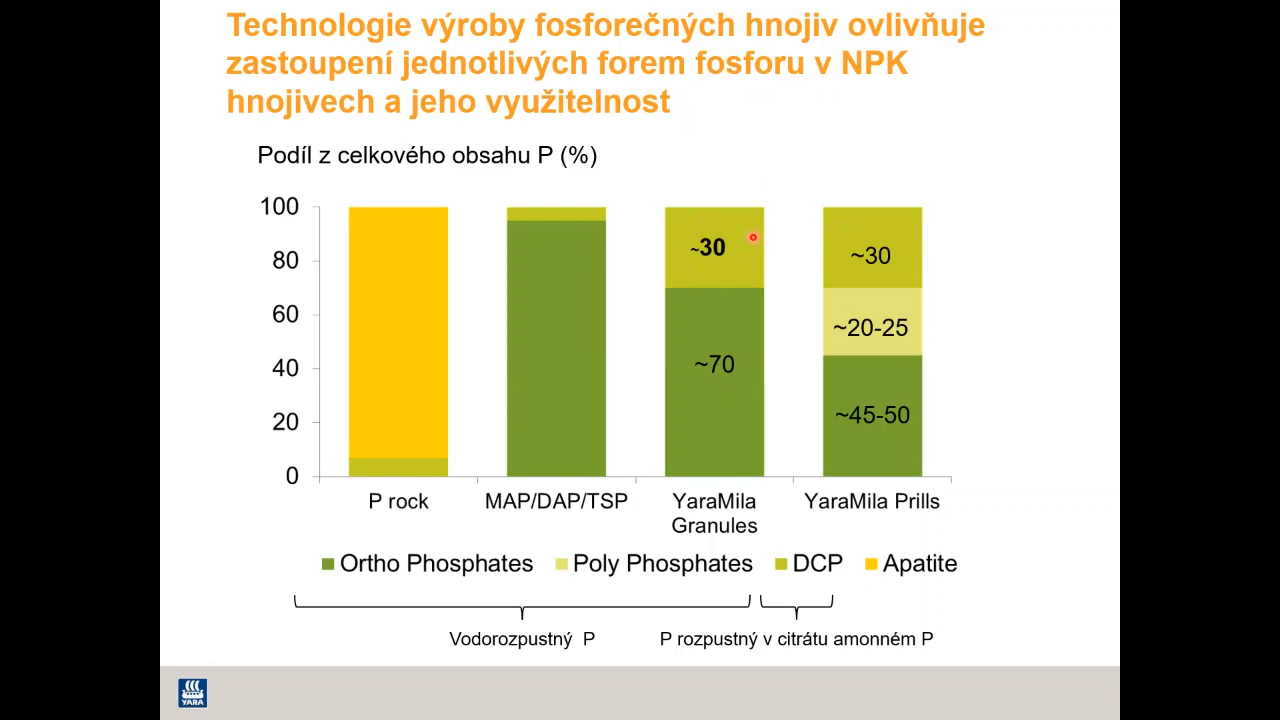 Technologie výroby fosforečných hnojiv ovlivňuje
zastoupení jednotlivých forem fosforu v NPK
hnojivech a jeho využitelnost
Podíl z celkového obsahu P (%)
100
80
60
40
20
0
~30
~70
~30
~20-25
~45-50
P rock
MAP/DAP/TSP
YaraMila
Granules
YaraMila Prills
Ortho Phosphates
Poly Phosphates
DCP
Apatite
Vodorozpustný P
P rozpustný v citrátu amonném P
YARA